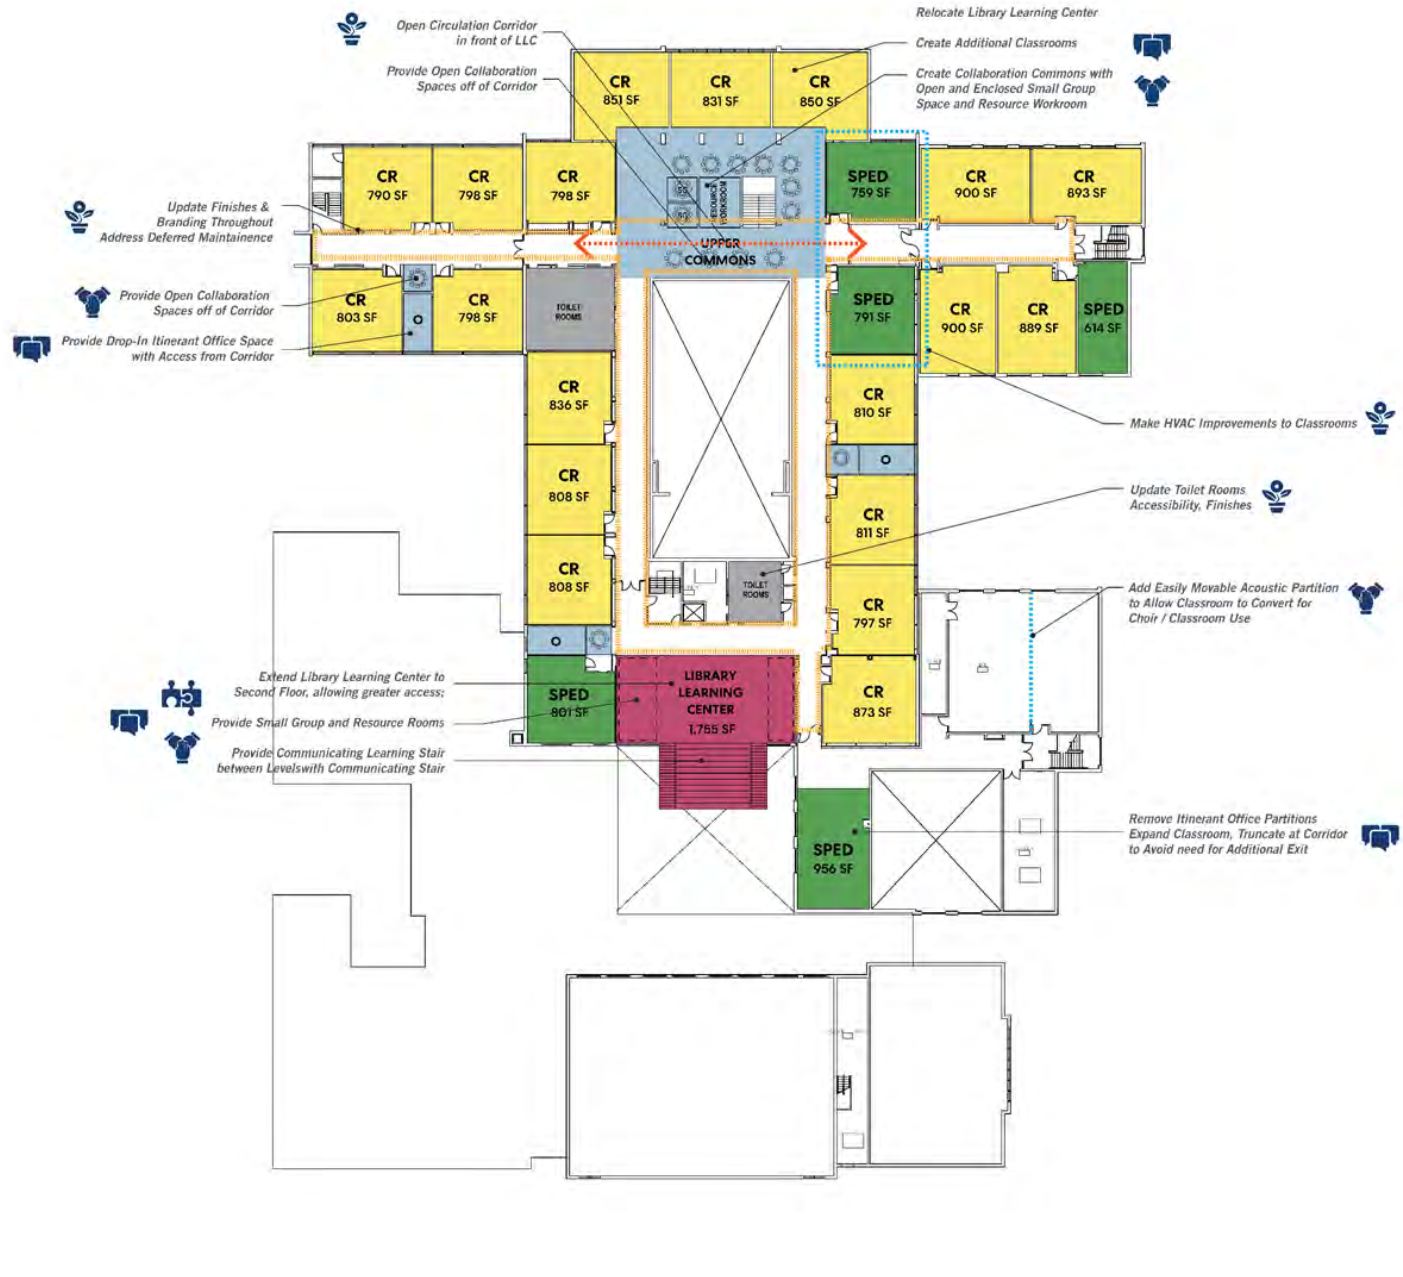 Open Circulation Corridor
in front of LLC
Provide Open Collaboration
Spaces off of Corridor
Relocate Library Learning Center
Create Additional Classrooms
Create Collaboration Commons with
Open and Enclosed Small Group
Space and Resource Workroom
CR
851 SF
CR
831 SF
CR
850 SF
CR
790 SF
CR
798 SF
CR
798 SF
SG
SG
RESOURCE
WORKROOM
SPED
759 SF
CR
900 SF
CR
893 SF
Update Finishes &
Branding Throughout
Address Deferred Maintainence
UPPER
COMMONS
Provide Open Collaboration
Spaces off of Corridor
Provide Drop-In Itinerant Office Space
with Access from Corridor
CR
803 SF
CR
798 SF
TOILET
ROOMS
SPED
791 SF
CR
900 SF
CR
889 SF
SPED
614 SF
CR
836 SF
CR
810 SF
Make HVAC Improvements to Classrooms
CR
808 SF
CR
811 SF
Update Toilet Rooms
Accessibility, Finishes
CR
808 SF
TOILET
ROOMS
CR
797 SF
Add Easily Movable Acoustic Partition
to Allow Classroom to Convert for
Choir / Classroom Use
Extend Library Learning Center to
Second Floor, allowing greater access;
Provide Small Group and Resource Rooms
Provide Communicating Learning Stair
between Levelswith Communicating Stair
SPED
801 SF
LIBRARY
LEARNING
CENTER
1,755 SF
CR
873 SF
SPED
956 SF
Remove Itinerant Office Partitions
Expand Classroom, Truncate at Corridor
to Avoid need for Additional Exit